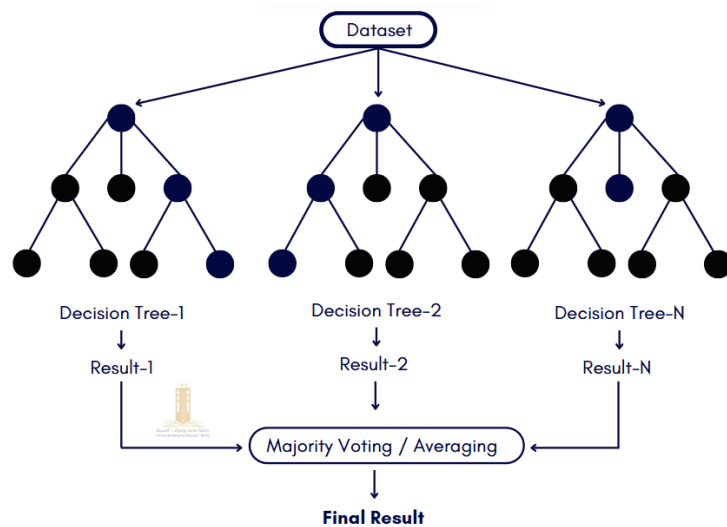 Dataset
Decision Tree-1
Decision Tree-2
Decision Tree-N
Result-1
Result-2
Result-N
Majority Voting / Averaging
Final Result